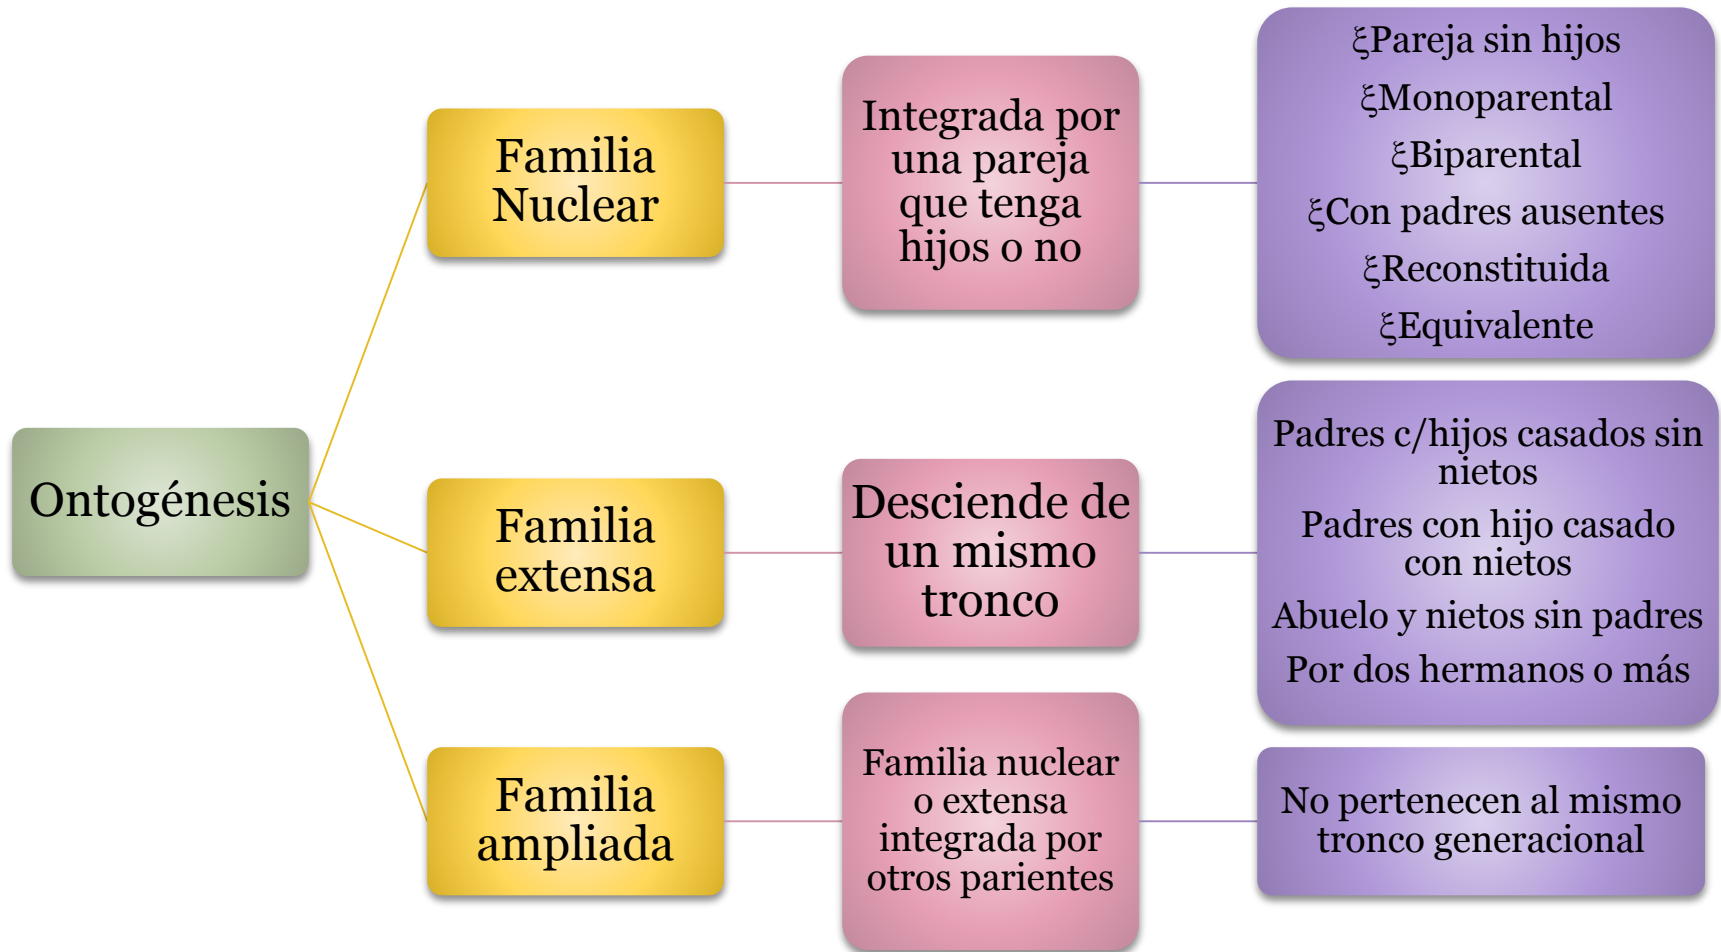 Ontogénesis
Familia
Nuclear
Integrada por
una pareja
que tenga
hijos o no
ξPareja sin hijos
ξMonoparental
ξBiparental
ξCon padres ausentes
ξReconstituida
ξEquivalente
Familia
extensa
Desciende de
un mismo
tronco
Padres c/hijos casados sin
nietos
Padres con hijo casado
con nietos
Abuelo y nietos sin padres
Por dos hermanos o más
Familia
ampliada
Familia nuclear
o extensa
integrada por
otros parientes
No pertenecen al mismo
tronco generacional